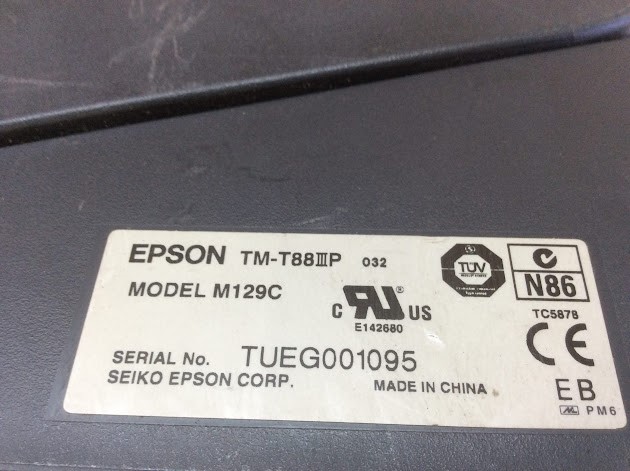 EPSON TM-T88ⅢP 032
MODEL M129C
C RU US
E142680
TÜV
N86
TC5878
CE
SERIAL No. TUEG001095
SEIKO EPSON CORP. MADE IN CHINA
EB
PM6